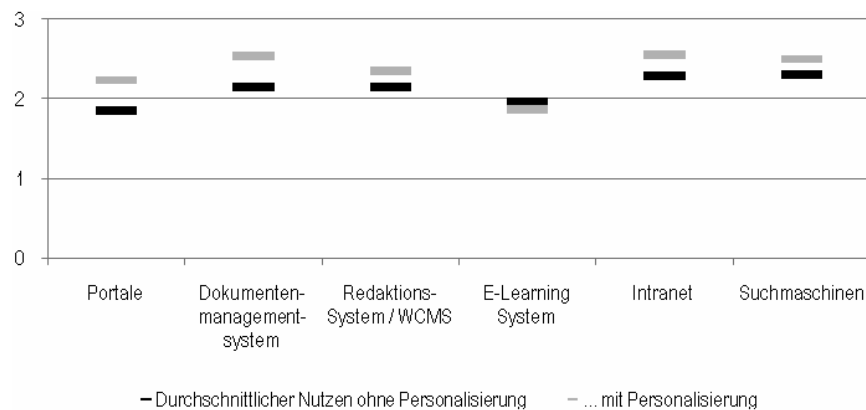 3
2
1
0
Portale
Dokumenten-
management-
system
Redaktions-
System / WCMS
E-Learning
System
Intranet
Suchmaschinen
Durchschnittlicher Nutzen ohne Personalisierung
... mit Personalisierung